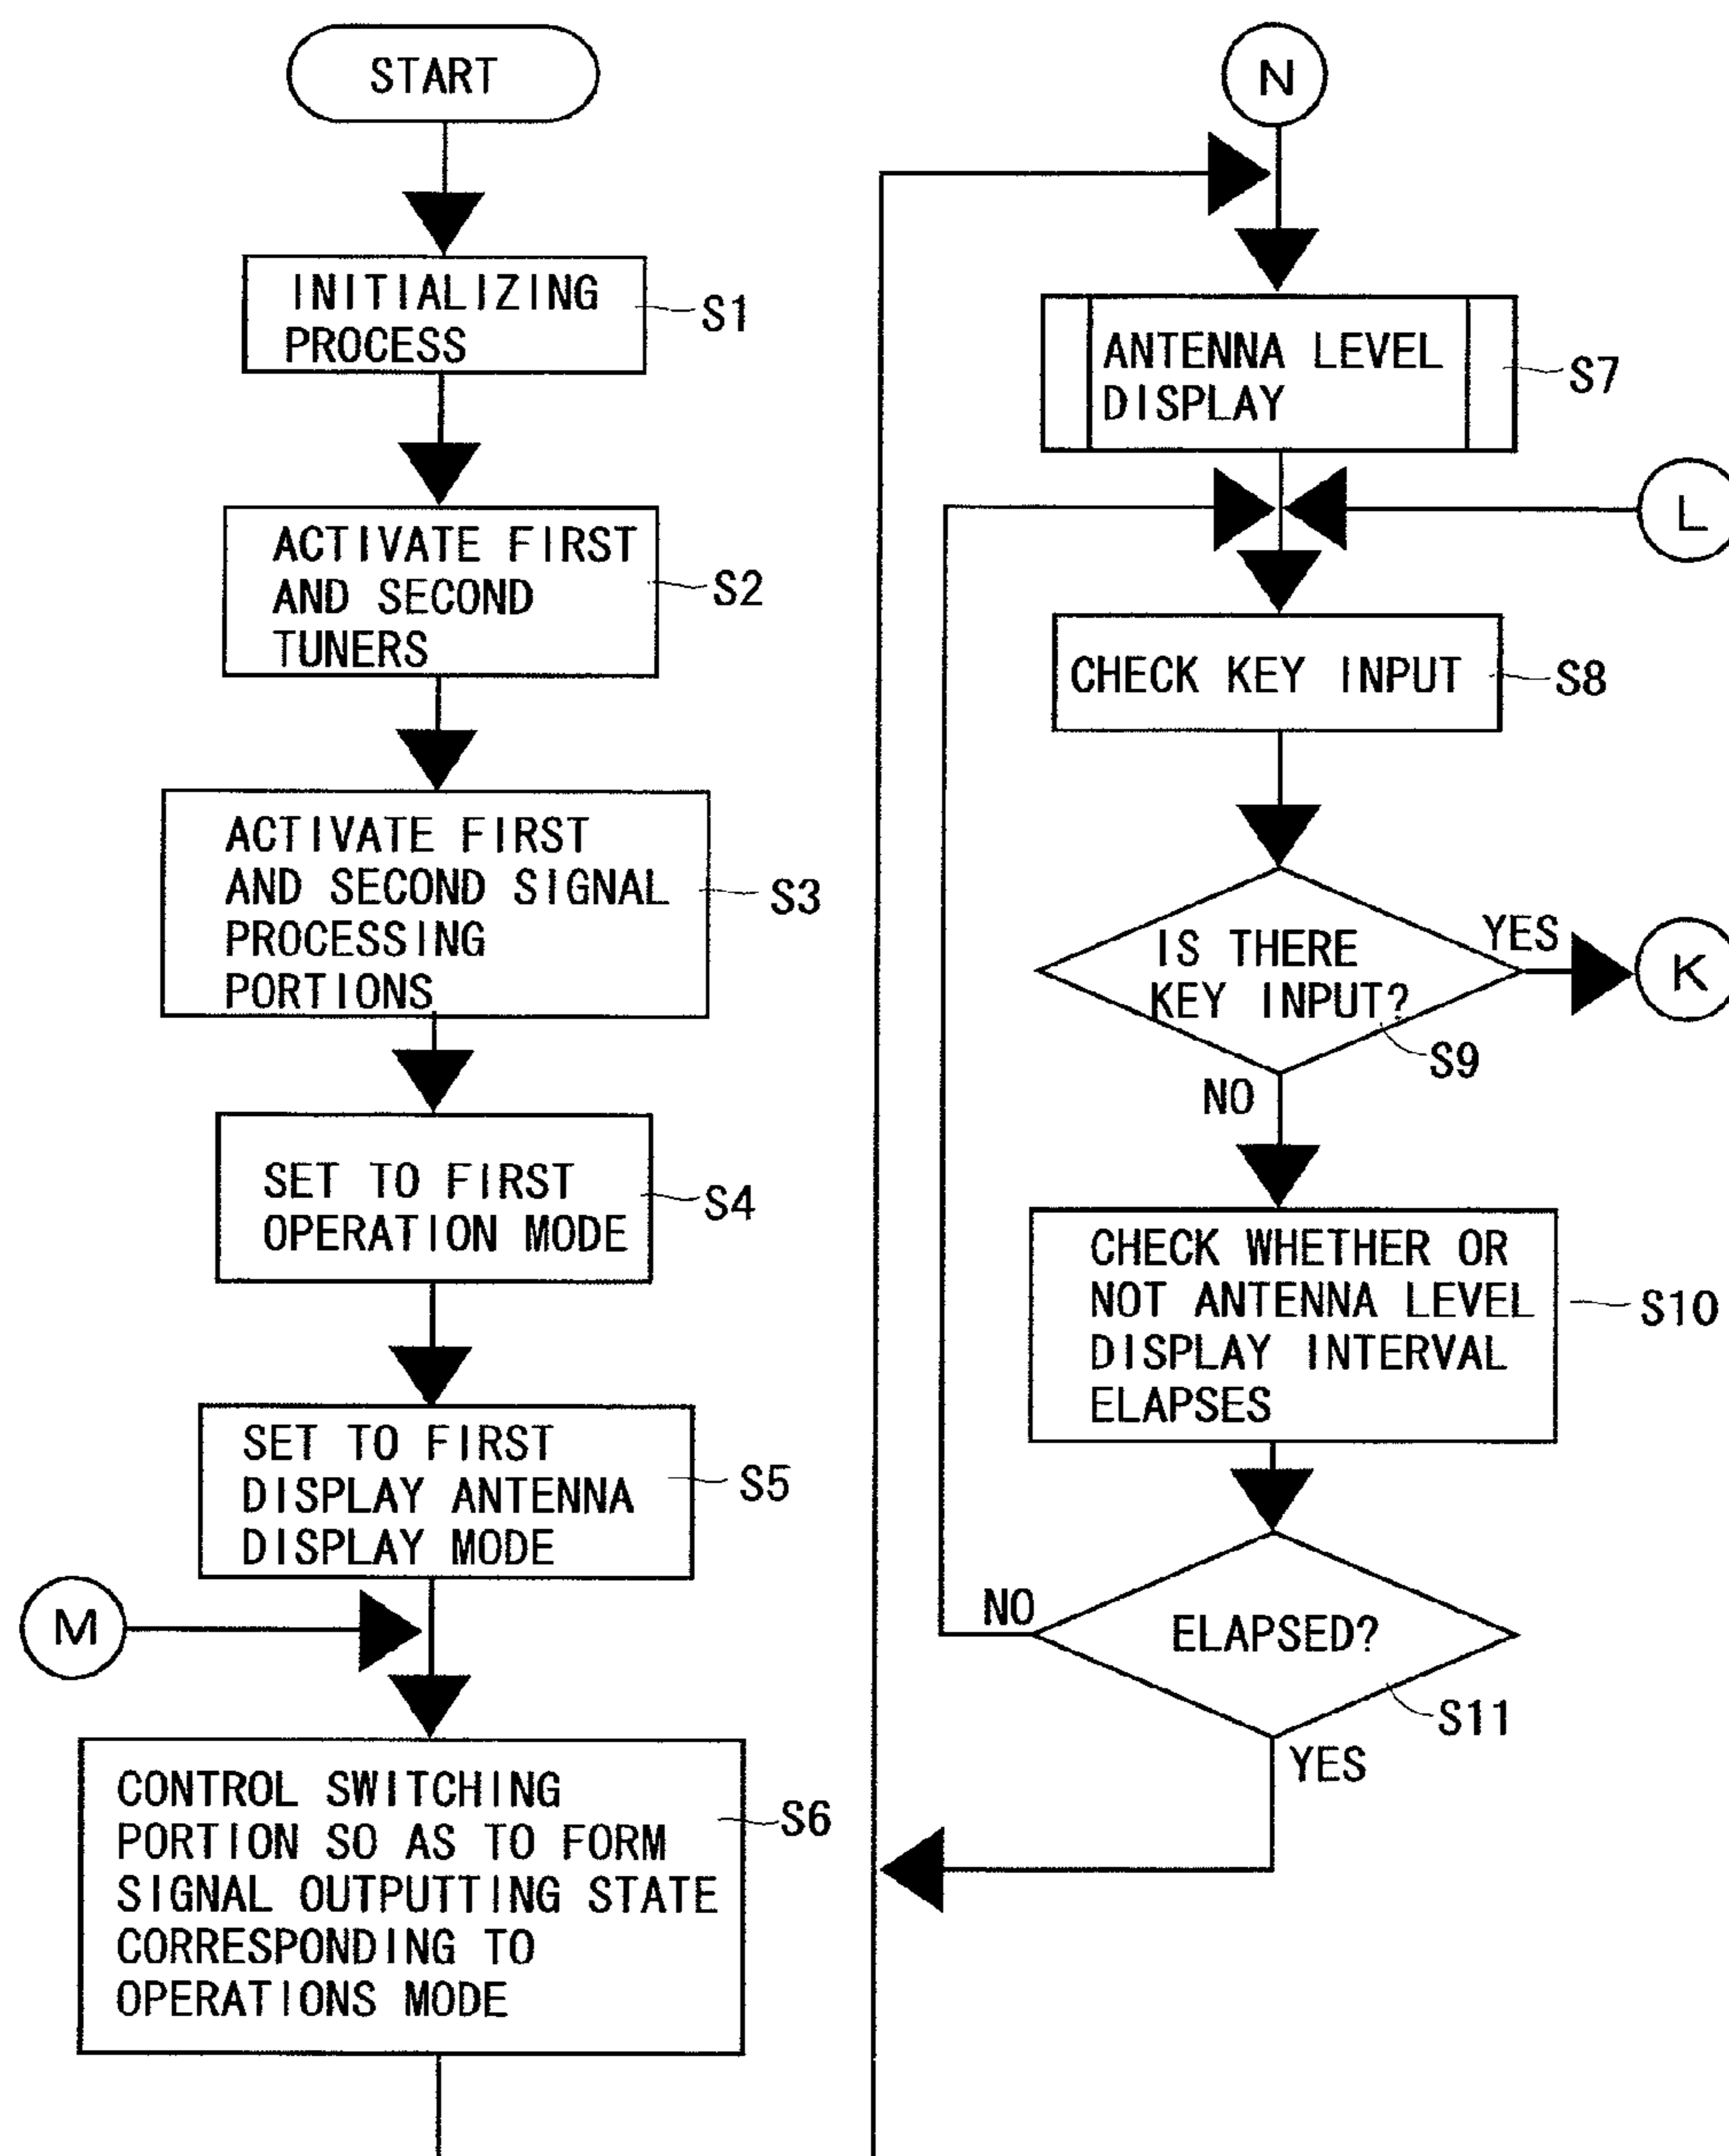 START
INITIALIZING
PROCESS
S1
ACTIVATE FIRST
AND SECOND
TUNERS
S2
ACTIVATE FIRST
AND SECOND SIGNAL
PROCESSING
PORTIONS
S3
SET TO FIRST
OPERATION MODE
S4
SET TO FIRST
DISPLAY ANTENNA
DISPLAY MODE
S5
M
CONTROL SWITCHING
PORTION SO AS TO FORM
SIGNAL OUTPUTTING STATE
CORRESPONDING TO
OPERATIONS MODE
S6
N
ANTENNA LEVEL
DISPLAY
S7
L
CHECK KEY INPUT
S8
IS THERE
KEY INPUT?
S9
YES
K
NO
CHECK WHETHER OR
NOT ANTENNA LEVEL
DISPLAY INTERVAL
ELAPSES
S10
ELAPSED?
NO
S11
YES